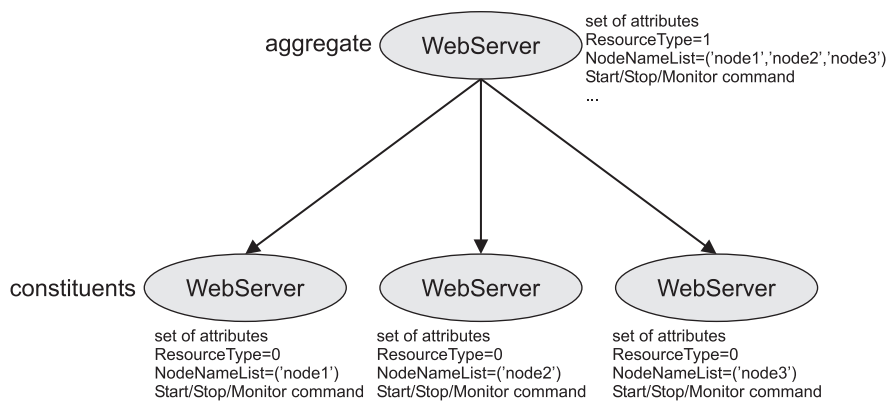 aggregate
WebServer
set of attributes
ResourceType=1
NodeNameList=('node1','node2','node3')
Start/Stop/Monitor command
...
constituents
WebServer
WebServer
WebServer
set of attributes
ResourceType=0
NodeNameList=('node1')
Start/Stop/Monitor command
set of attributes
ResourceType=0
NodeNameList=('node2')
Start/Stop/Monitor command
set of attributes
ResourceType=0
NodeNameList=('node3')
Start/Stop/Monitor command